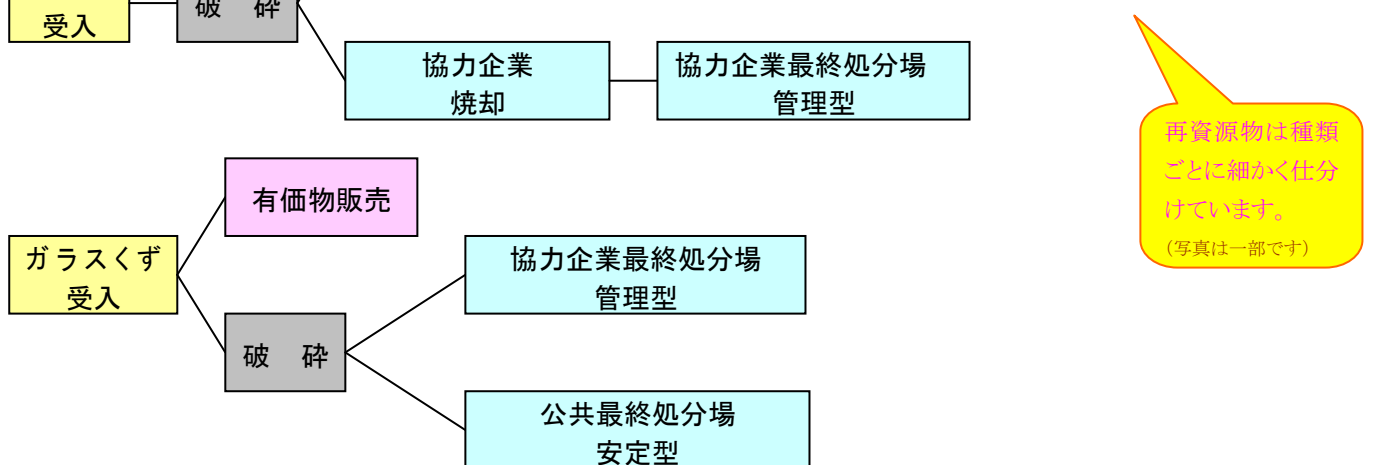 破 砕
受入
協力企業
焼却
協力企業最終処分場
管理型
再資源物は種類
ごとに細かく仕分
けています。
(写真は一部です)
有価物販売
ガラスくず
受入
協力企業最終処分場
管理型
破 砕
公共最終処分場
安定型